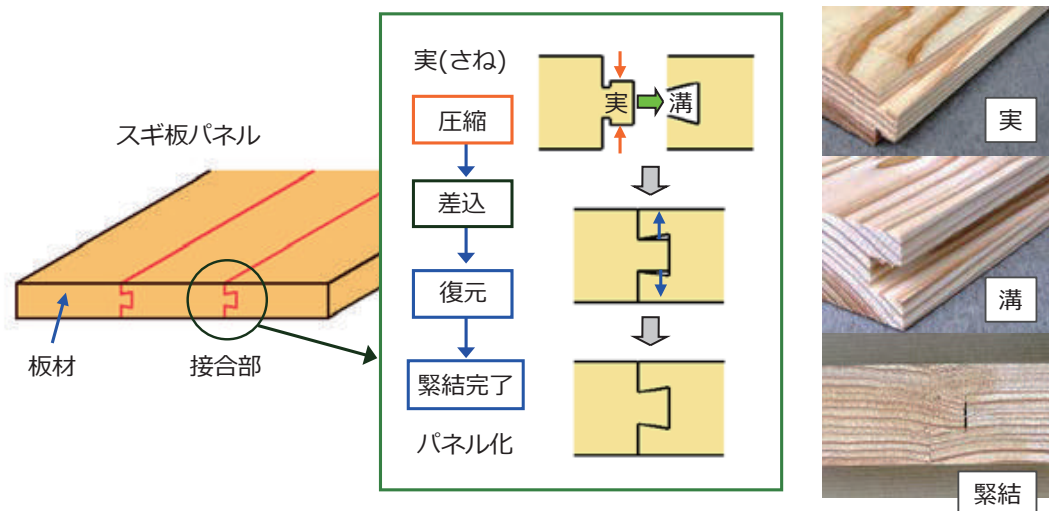 スギ板パネル
板材
接合部
実(さね)
圧縮
差込
復元
緊結完了
パネル化
実
溝
実
溝
緊結